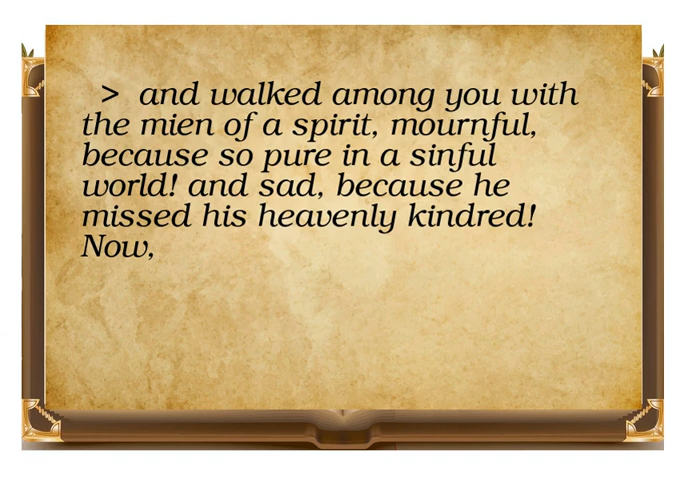 > and walked among you with
the mien of a spirit, mournful,
because so pure in a sinful
world! and sad, because he
missed his heavenly kindred!
Now,